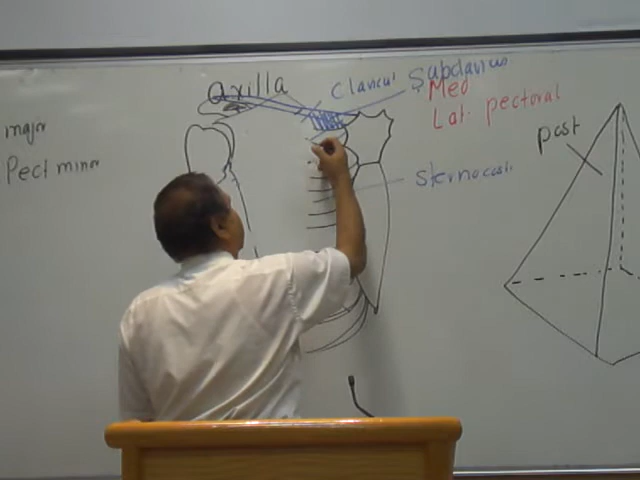 axilla
Clavicul
Subclavius
Med
Lat. pectoral
major
Pect minor
post
Sternocost.